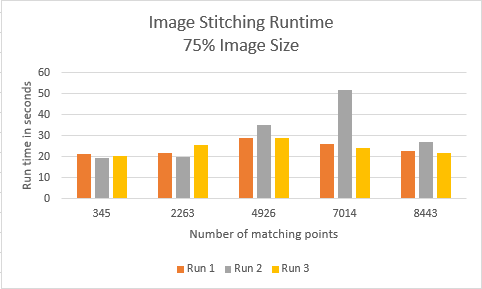 Image Stitching Runtime
75% Image Size
60
50
40
30
20
10
0
Run time in seconds
345 2263 4926 7014 8443
Number of matching points
Run 1 Run 2 Run 3